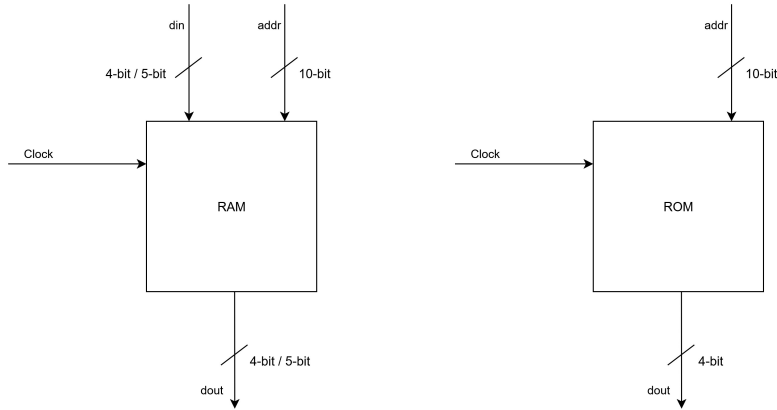 din
addr
4-bit / 5-bit
10-bit
Clock
RAM
4-bit / 5-bit
dout
addr
10-bit
Clock
ROM
4-bit
dout